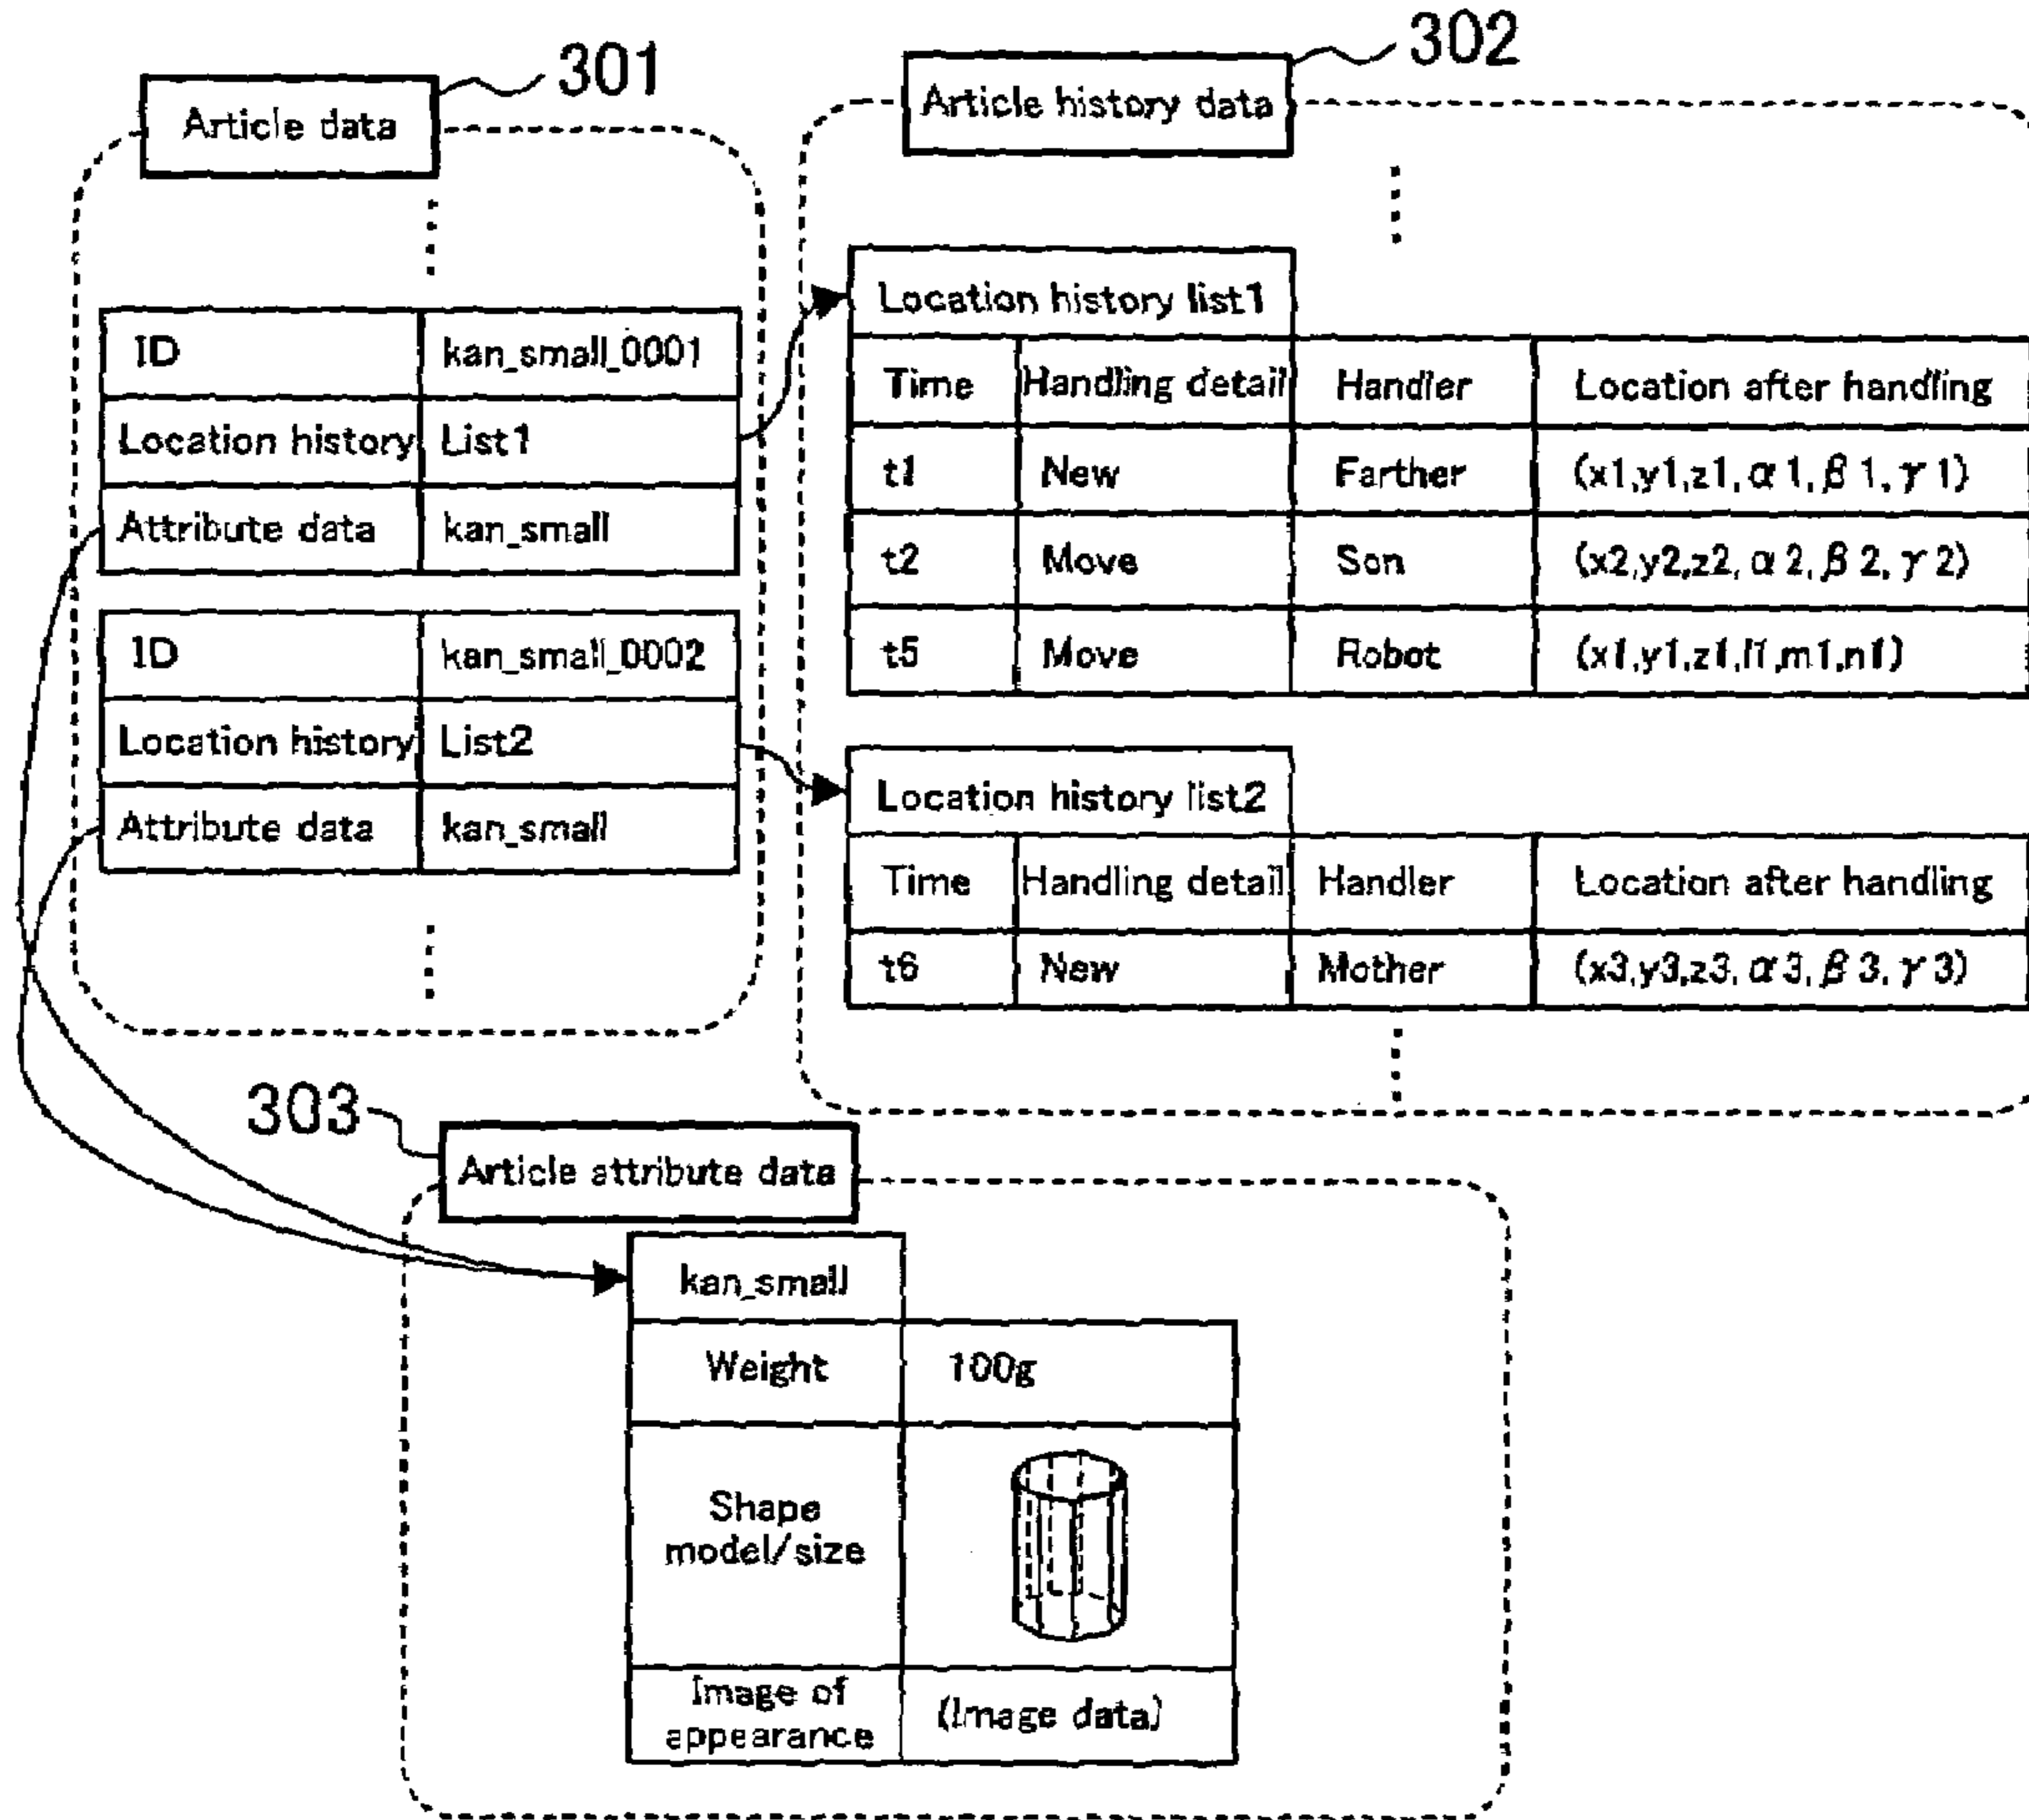 301
Article data
ID kan_small_0001
Location history List1
Attribute data kan_small
ID kan_small_0002
Location history List2
Attribute data kan_small
302
Article history data
Location history list1
Time Handling detail Handler Location after handling
t1 New Farther (x1,y1,z1,α1,β1,γ1)
t2 Move Son (x2,y2,z2,α2,β2,γ2)
t5 Move Robot (x1,y1,z1,l1,m1,n1)
Location history list2
Time Handling detail Handler Location after handling
t6 New Mother (x3,y3,z3,α3,β3,γ3)
303
Article attribute data
kan_small
Weight 100g
Shape
model/size
Image of
appearance
(Image data)